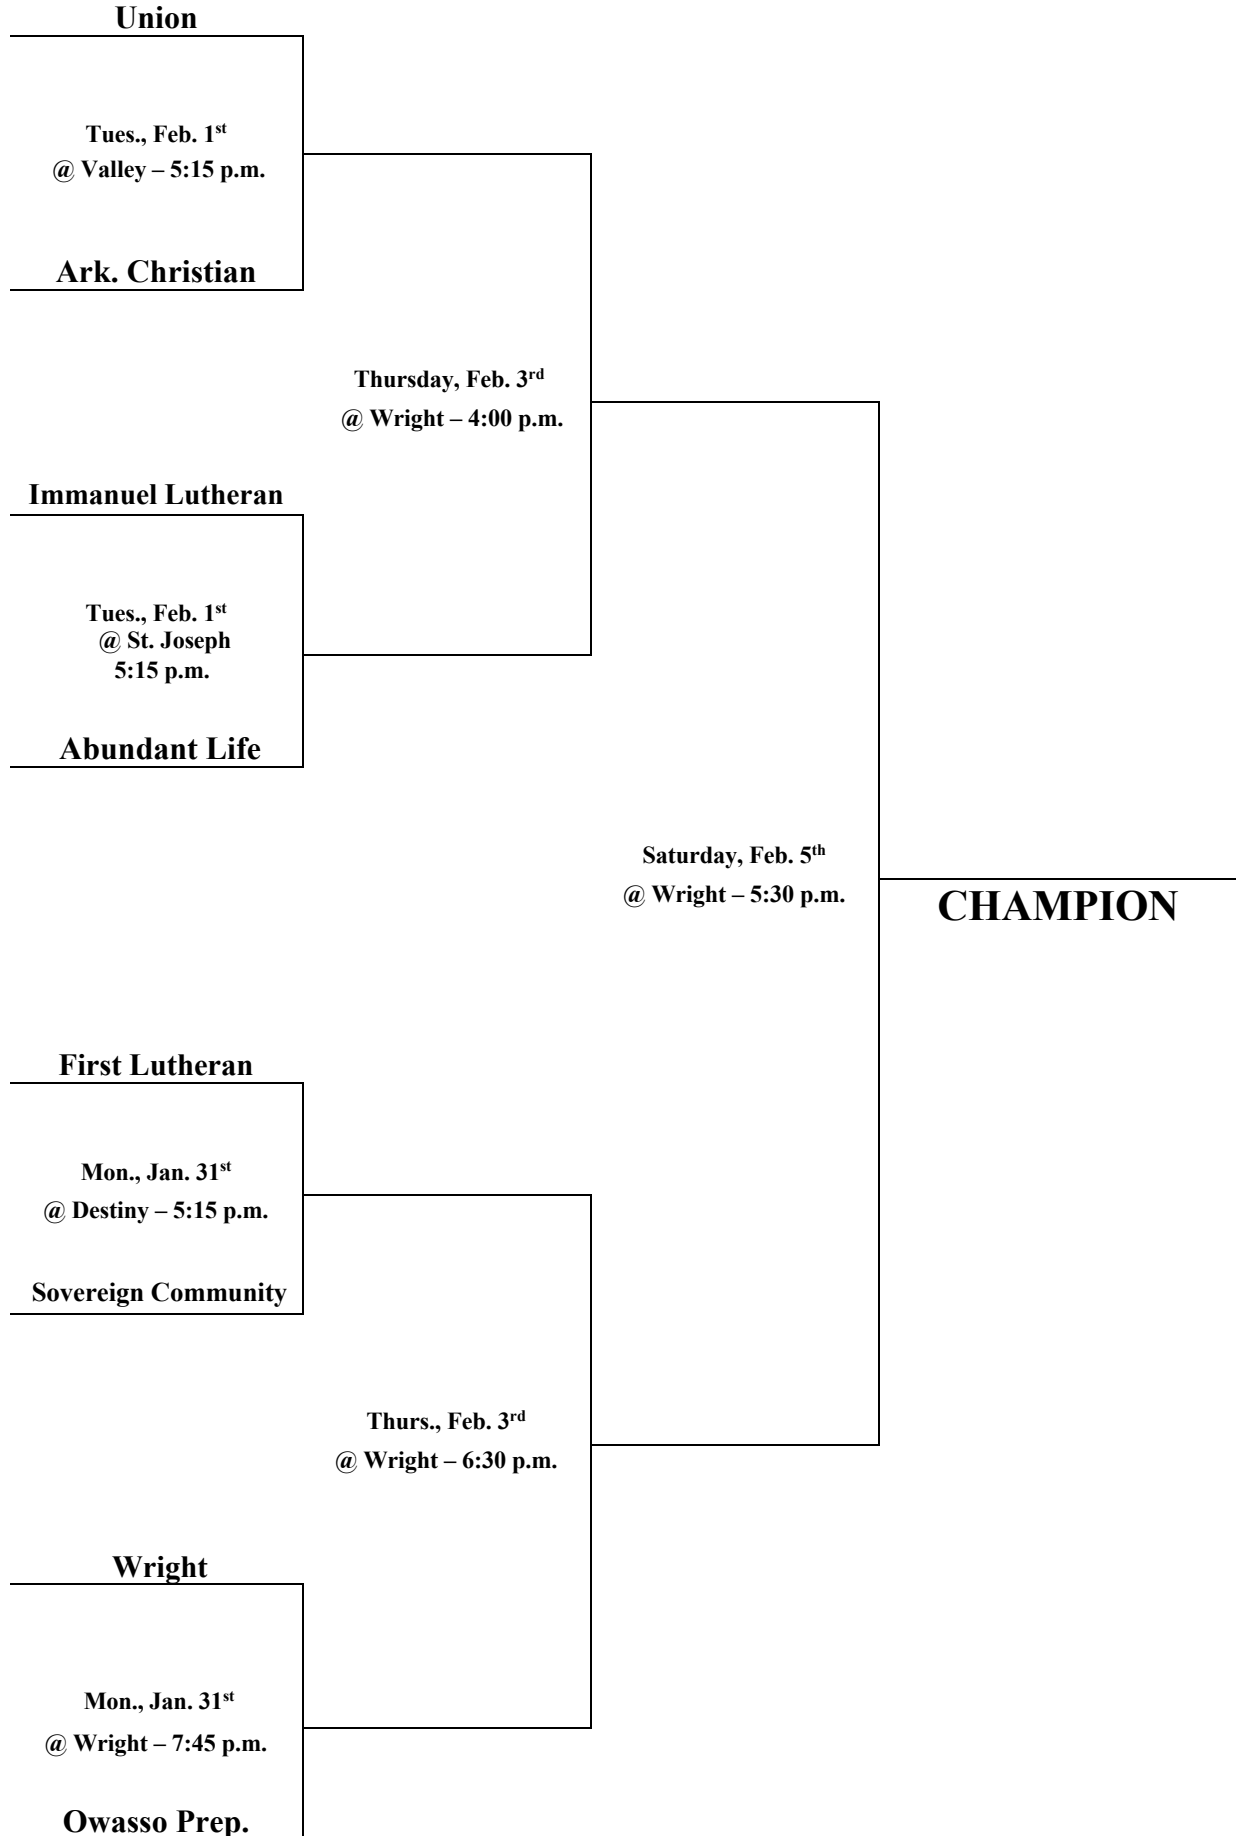 Union
Tues., Feb. 1st
@ Valley – 5:15 p.m.
Ark. Christian
Thursday, Feb. 3rd
@ Wright – 4:00 p.m.
Immanuel Lutheran
Tues., Feb. 1st
@ St. Joseph
5:15 p.m.
Abundant Life
Saturday, Feb. 5th
@ Wright – 5:30 p.m.
CHAMPION
First Lutheran
Mon., Jan. 31st
@ Destiny – 5:15 p.m.
Sovereign Community
Thurs., Feb. 3rd
@ Wright – 6:30 p.m.
Wright
Mon., Jan. 31st
@ Wright – 7:45 p.m.
Owasso Prep.